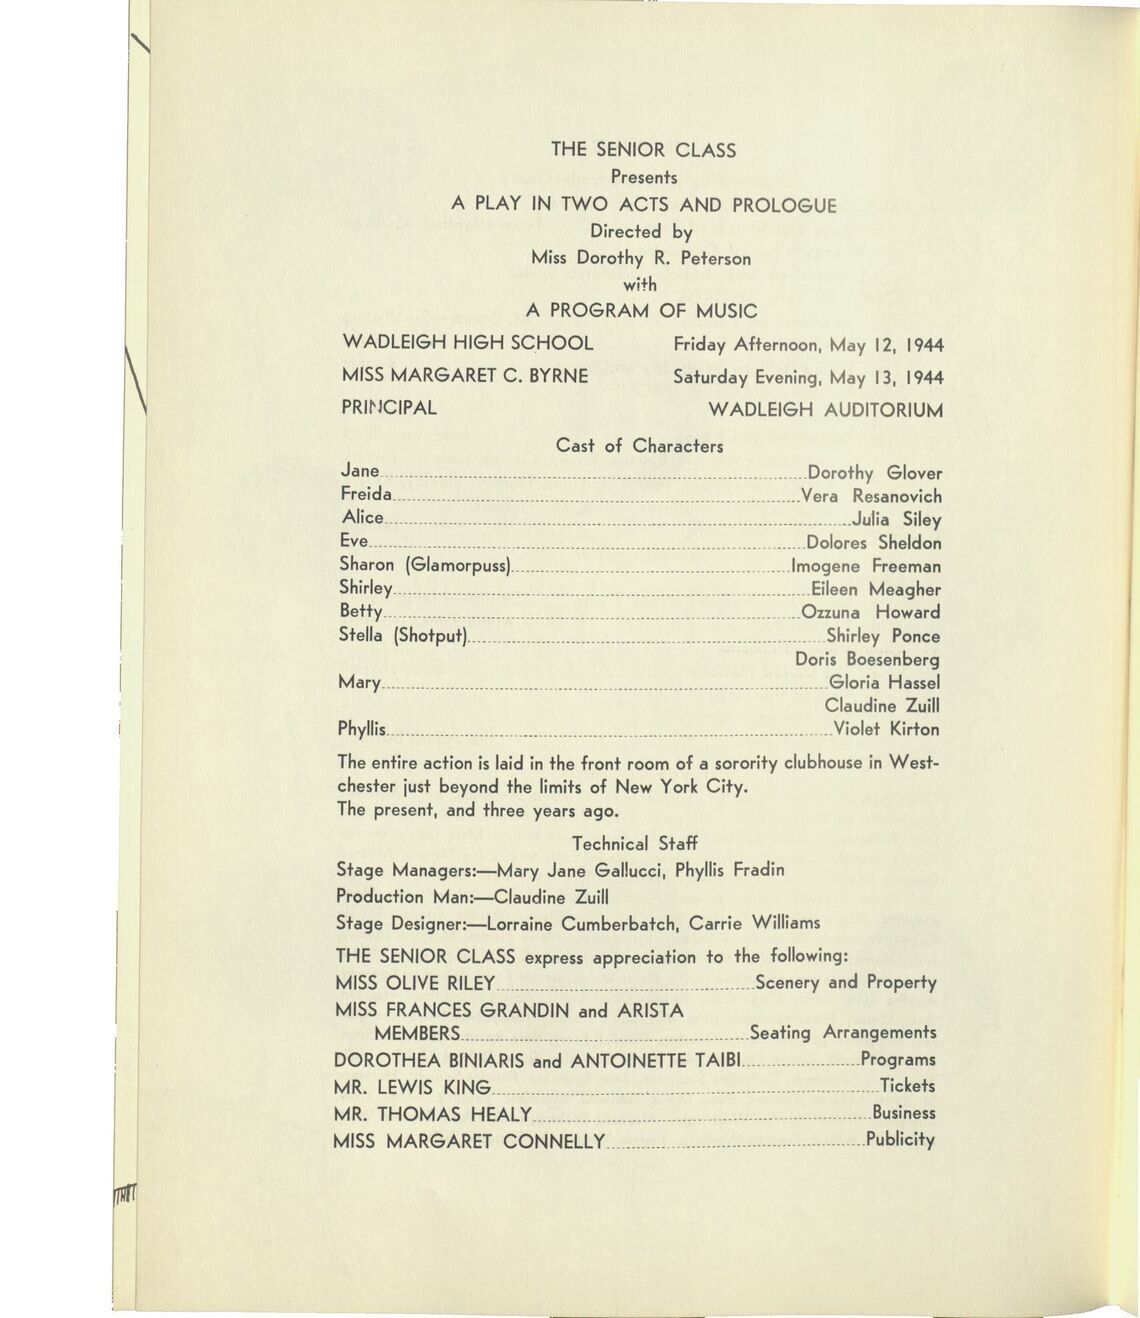 THE SENIOR CLASS
Presents
A PLAY IN TWO ACTS AND PROLOGUE
Directed by
Miss Dorothy R. Peterson
with
A PROGRAM OF MUSIC
WADLEIGH HIGH SCHOOL Friday Afternoon, May 12, 1944
MISS MARGARET C. BYRNE Saturday Evening, May 13, 1944
PRINCIPAL WADLEIGH AUDITORIUM
Cast of Characters
Jane Dorothy Glover
Freida Vera Resanovich
Alice Julia Siley
Eve Dolores Sheldon
Sharon (Glamorpuss) Imogene Freeman
Shirley Eileen Meagher
Betty Ozzuna Howard
Stella (Shotput) Shirley Ponce
Doris Boesenberg
Mary Gloria Hassel
Claudine Zuill
Phyllis Violet Kirton
The entire action is laid in the front room of a sorority clubhouse in West-
chester just beyond the limits of New York City.
The present, and three years ago.
Technical Staff
Stage Managers:—Mary Jane Gallucci, Phyllis Fradin
Production Man:—Claudine Zuill
Stage Designer:—Lorraine Cumberbatch, Carrie Williams
THE SENIOR CLASS express appreciation to the following:
MISS OLIVE RILEY Scenery and Property
MISS FRANCES GRANDIN and ARISTA
MEMBERS Seating Arrangements
DOROTHEA BINIARIS and ANTOINETTE TAIBI Programs
MR. LEWIS KING Tickets
MR. THOMAS HEALY Business
MISS MARGARET CONNELLY Publicity